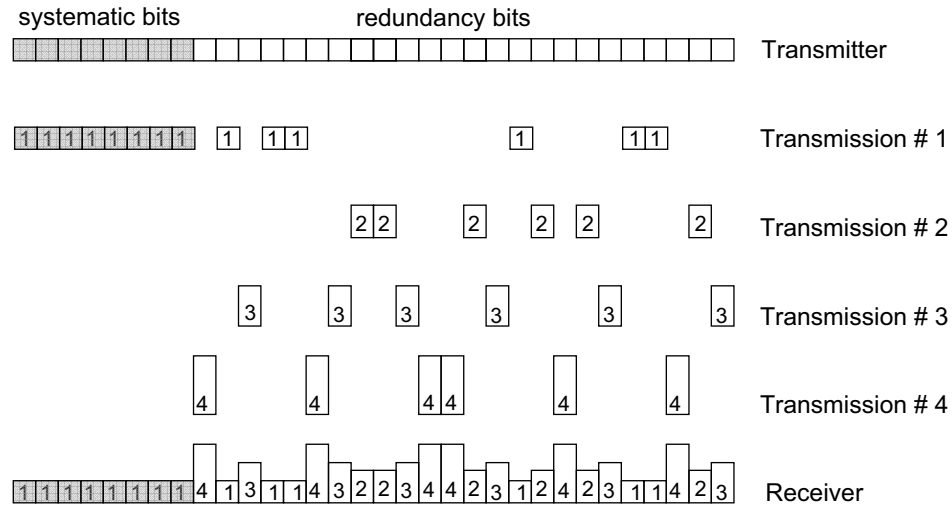 systematic bits redundancy bits
Transmitter
1 1 1 1 1 1 1 1 1 1 1 1 1 1 Transmission # 1
2 2 2 2 2 2 Transmission # 2
3 3 3 3 3 3 Transmission # 3
4 4 4 4 4 4 Transmission # 4
1 1 1 1 1 1 1 1 4 1 3 1 1 4 3 2 2 3 4 4 2 3 1 2 4 2 3 1 1 4 2 3 Receiver